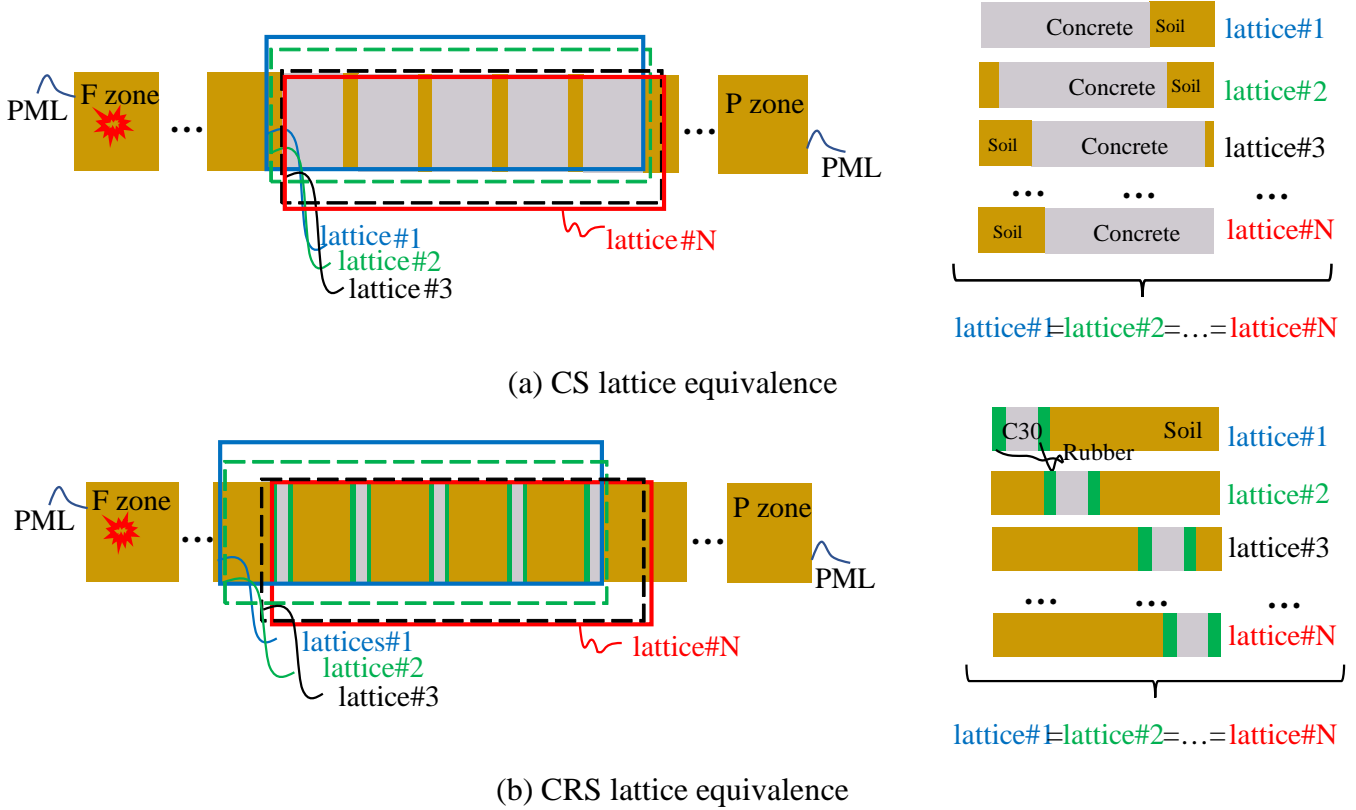 PML
F zone
...
...
P zone
PML
lattice#1
lattice#2
lattice#3
lattice#N
Concrete Soil lattice#1
Concrete Soil lattice#2
Soil Concrete lattice#3
... ... ...
Soil Concrete lattice#N
lattice#1=lattice#2=...=lattice#N
(a) CS lattice equivalence
PML
F zone
...
...
P zone
PML
lattices#1
lattice#2
lattice#3
lattice#N
C30 Soil lattice#1
Rubber
lattice#2
lattice#3
... ... ...
lattice#N
lattice#1=lattice#2=...=lattice#N
(b) CRS lattice equivalence